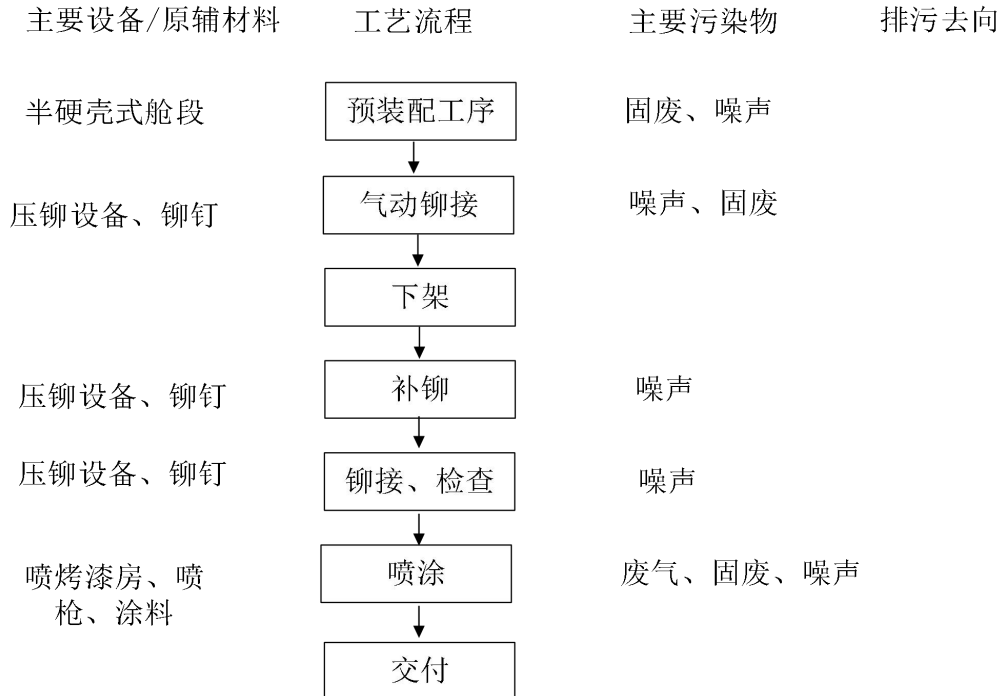 主要设备/原辅材料 工艺流程 主要污染物 排污去向
半硬壳式舱段 预装配工序 固废、噪声
压铆设备、铆钉 气动铆接 噪声、固废
下架
压铆设备、铆钉 补铆 噪声
压铆设备、铆钉 铆接、检查 噪声
喷烤漆房、喷枪、涂料 喷涂 废气、固废、噪声
交付